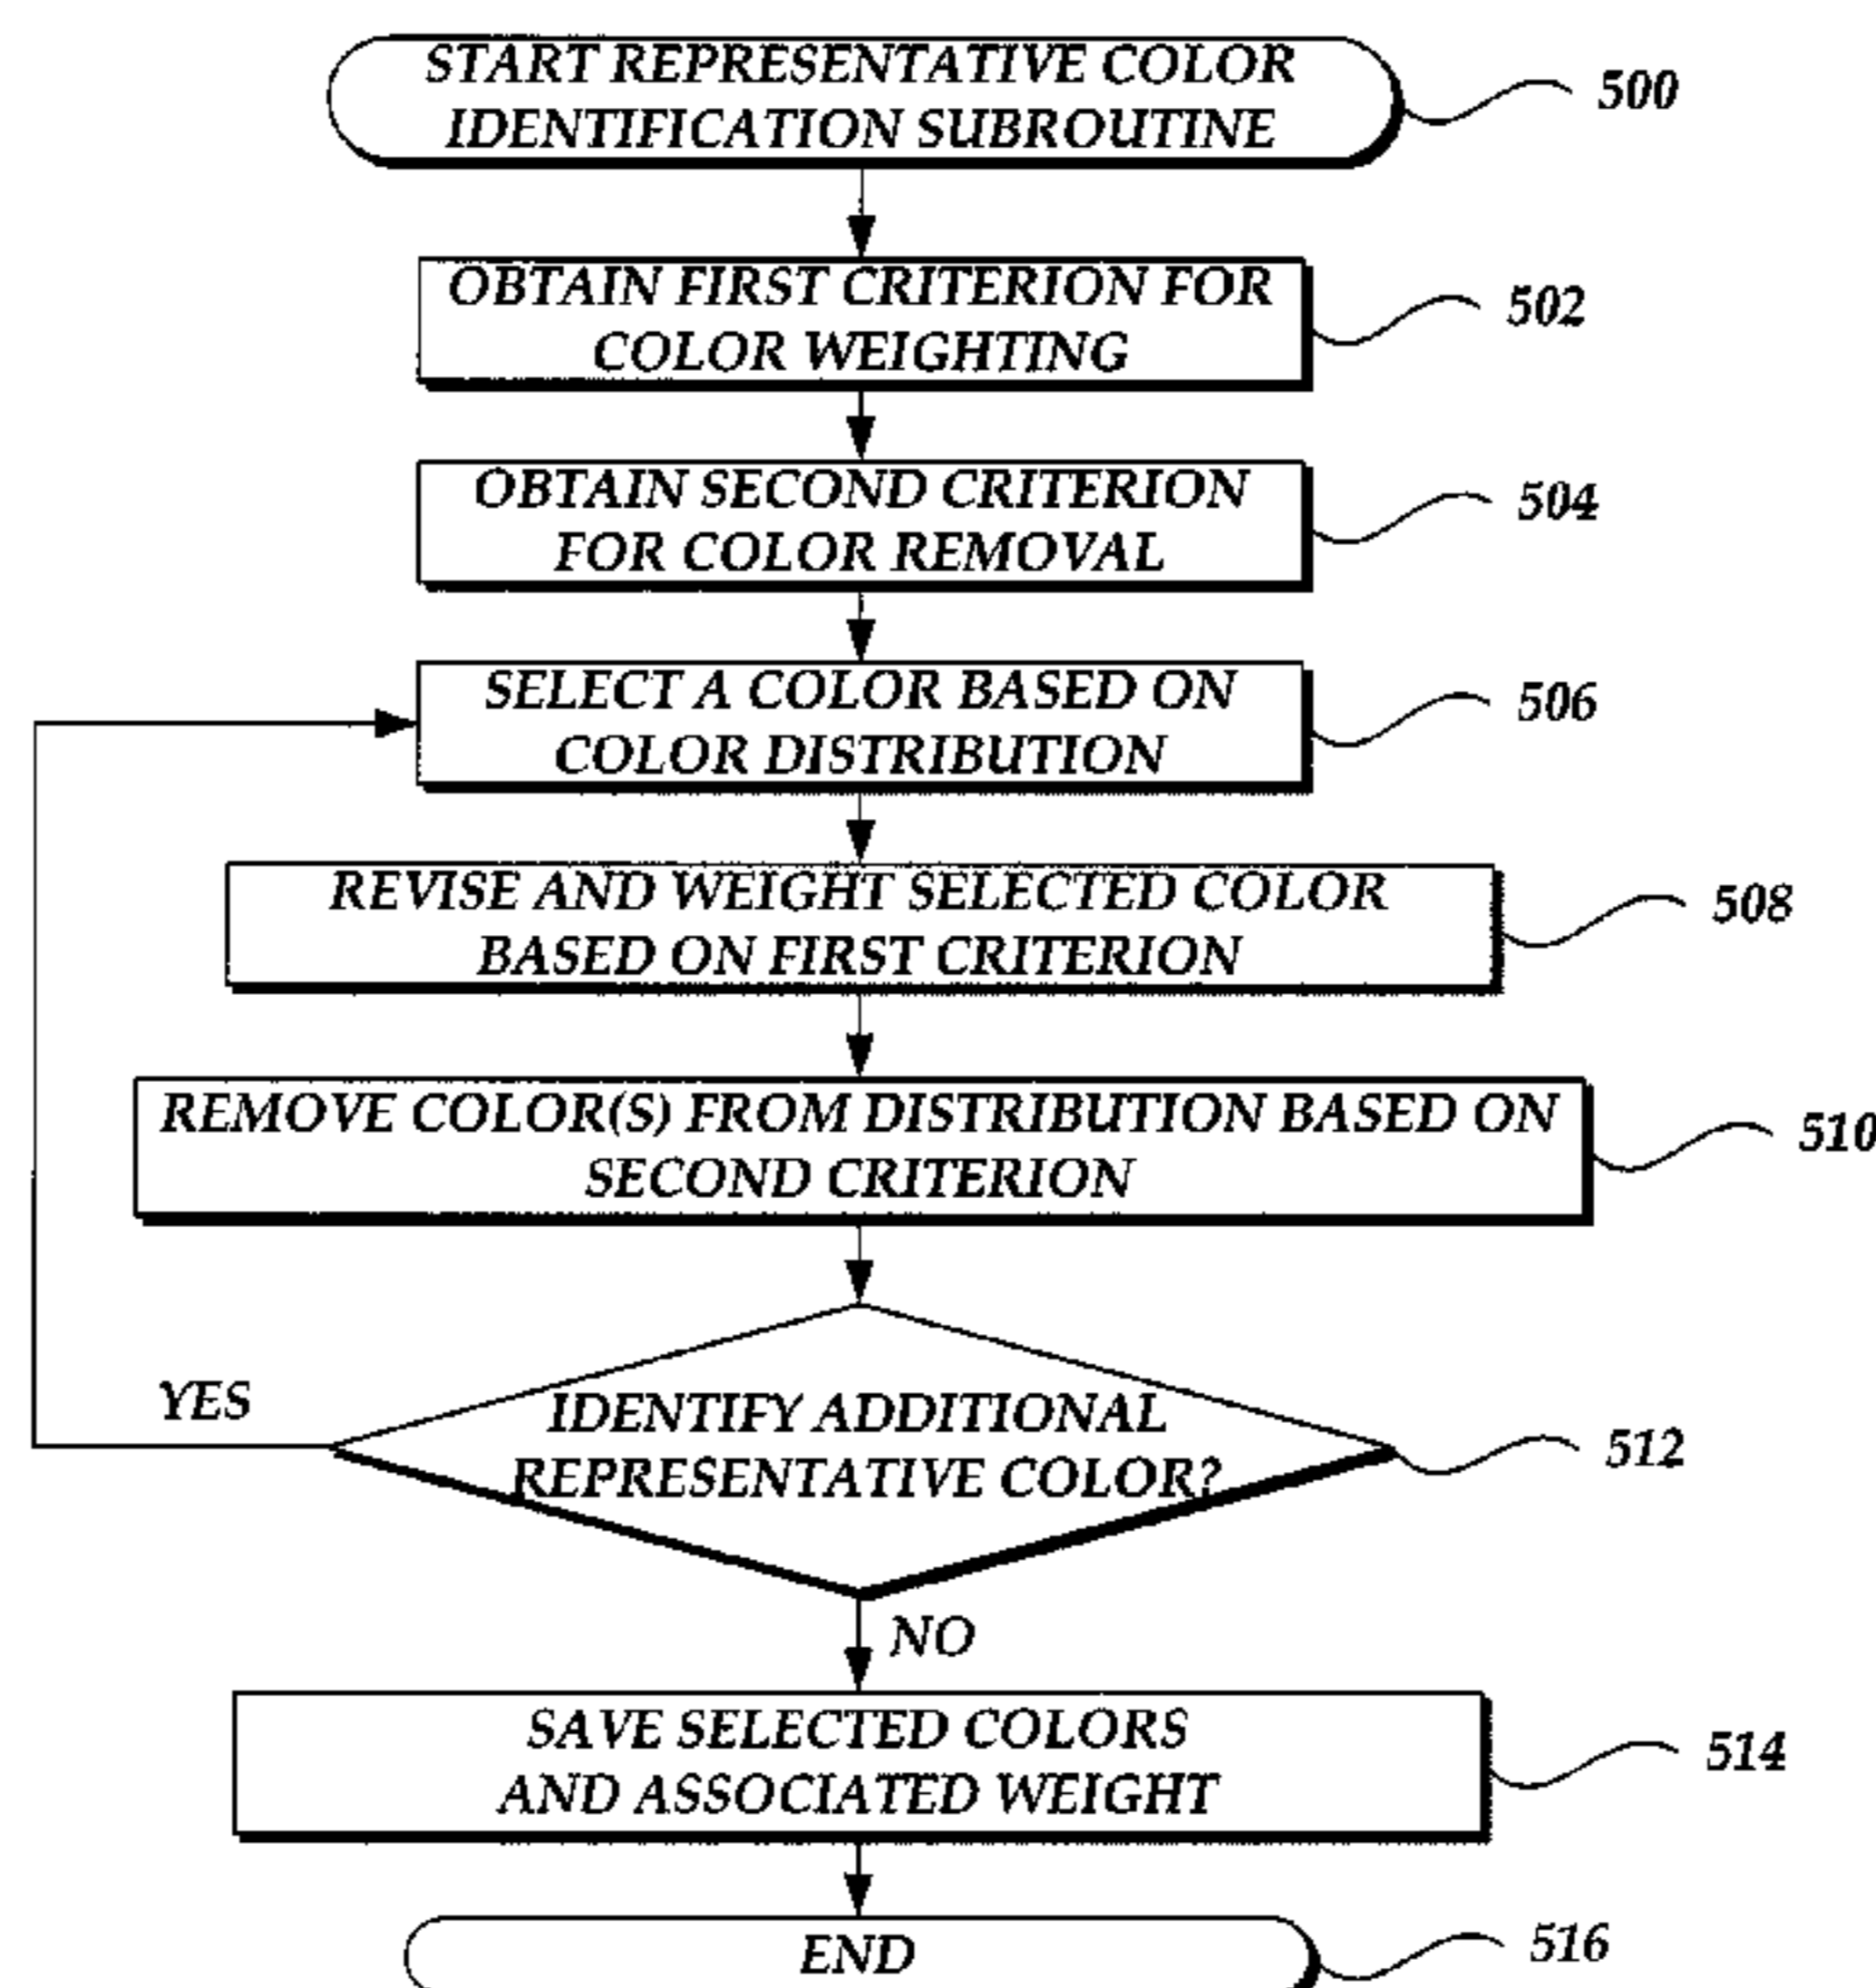 START REPRESENTATIVE COLOR
IDENTIFICATION SUBROUTINE
500
OBTAIN FIRST CRITERION FOR
COLOR WEIGHTING
502
OBTAIN SECOND CRITERION
FOR COLOR REMOVAL
504
SELECT A COLOR BASED ON
COLOR DISTRIBUTION
506
REVISE AND WEIGHT SELECTED COLOR
BASED ON FIRST CRITERION
508
REMOVE COLOR(S) FROM DISTRIBUTION BASED ON
SECOND CRITERION
510
YES
IDENTIFY ADDITIONAL
REPRESENTATIVE COLOR?
512
NO
SAVE SELECTED COLORS
AND ASSOCIATED WEIGHT
514
END
516